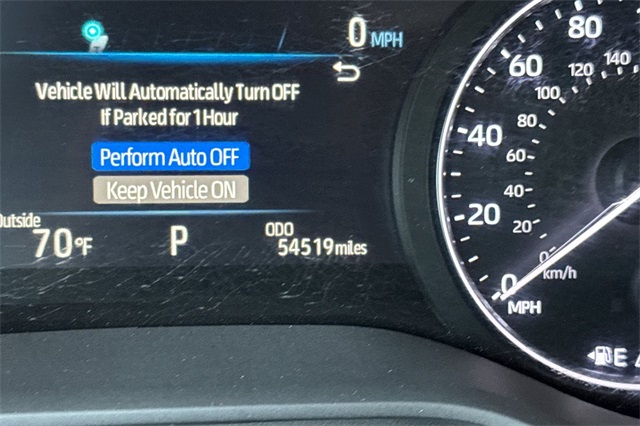 0 MPH
Vehicle Will Automatically Turn OFF
If Parked for 1 Hour
Perform Auto OFF
Keep Vehicle ON
Outside
70°F
P
ODO
54519 miles
80
60
40
20
0
MPH
140
120
100
80
60
40
20
0
km/h
E